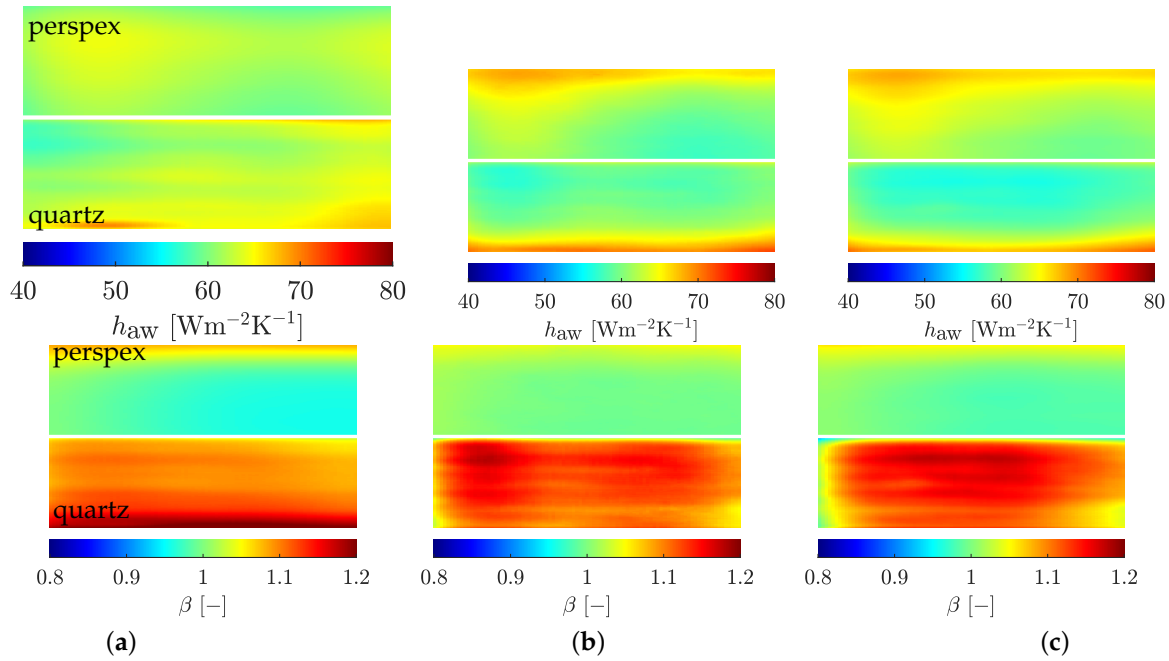 perspex
quartz
40 50 60 70 80
h_aw [Wm⁻²K⁻¹]
40 50 60 70 80
h_aw [Wm⁻²K⁻¹]
40 50 60 70 80
h_aw [Wm⁻²K⁻¹]
perspex
quartz
0.8 0.9 1 1.1 1.2
β [−]
0.8 0.9 1 1.1 1.2
β [−]
0.8 0.9 1 1.1 1.2
β [−]
(a) (b) (c)